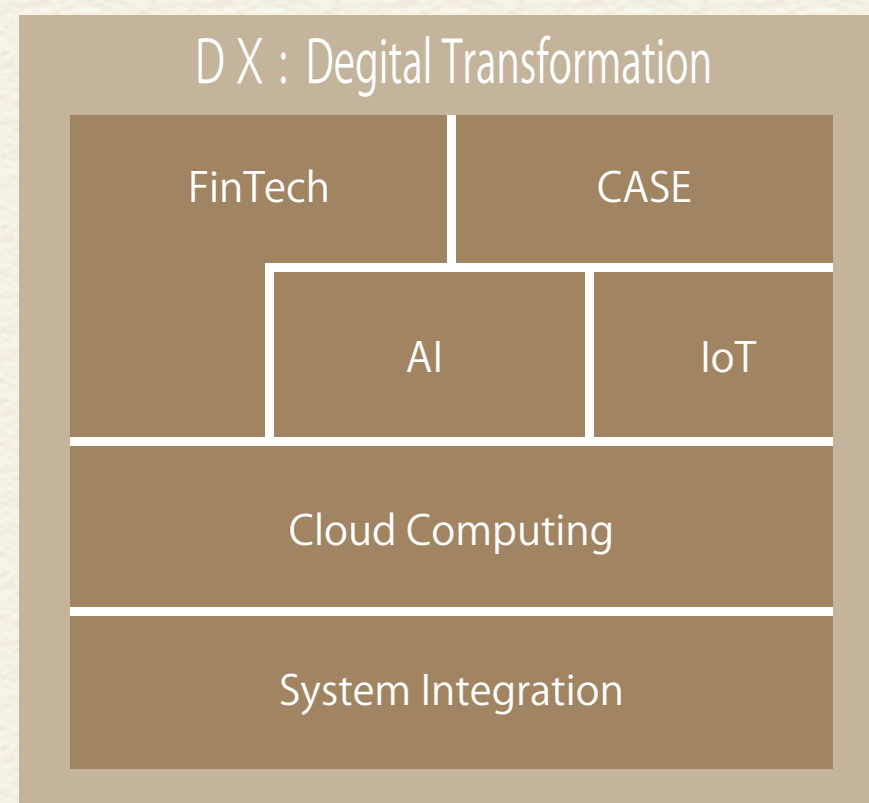 D X : Degital Transformation
FinTech
CASE
AI
IoT
Cloud Computing
System Integration